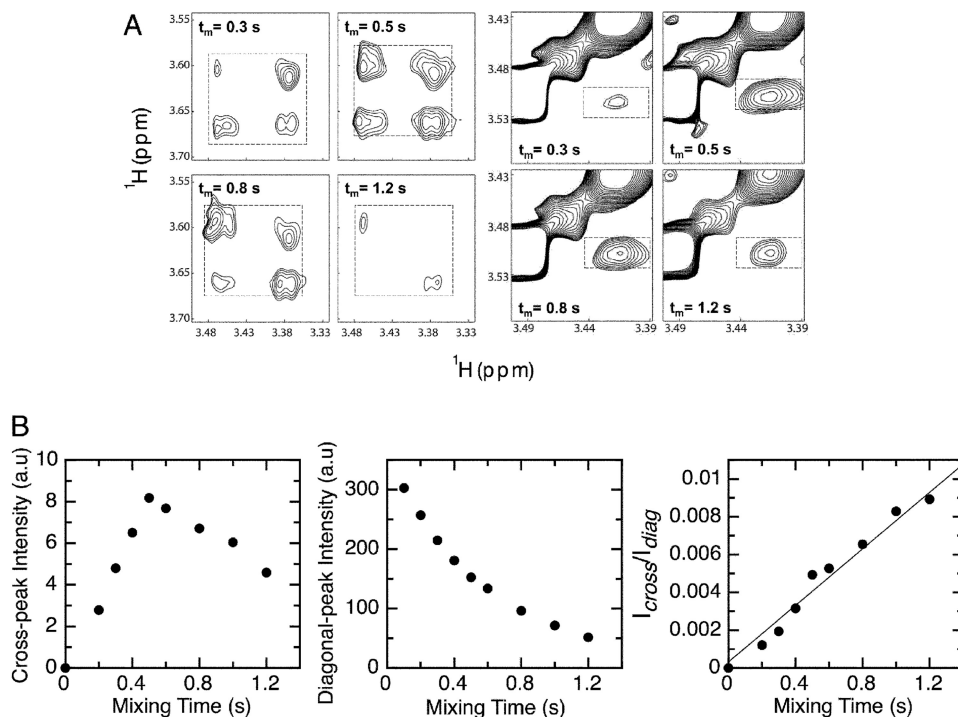 A
t_m = 0.3 s
t_m = 0.5 s
t_m = 0.8 s
t_m = 1.2 s
3.55
3.60
3.65
3.70
3.55
3.60
3.65
3.70
3.48 3.43 3.38 3.33
3.48 3.43 3.38 3.33
¹H (ppm)
t_m = 0.3 s
t_m = 0.5 s
t_m = 0.8 s
t_m = 1.2 s
3.43
3.48
3.53
3.43
3.48
3.53
3.49 3.44 3.39
3.49 3.44 3.39
¹H (ppm)
B
Cross-peak Intensity (a.u)
10
8
6
4
2
0
0 0.4 0.8 1.2
Mixing Time (s)
Diagonal-peak Intensity (a.u)
300
200
100
0
0 0.4 0.8 1.2
Mixing Time (s)
I_cross/I_diag
0.01
0.008
0.006
0.004
0.002
0
0 0.4 0.8 1.2
Mixing Time (s)